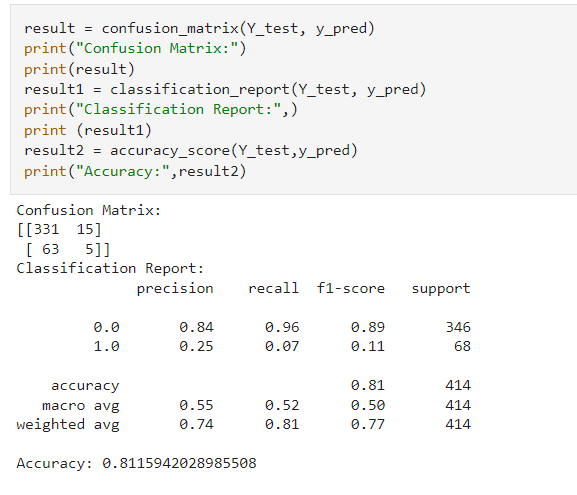 result = confusion_matrix(Y_test, y_pred)
print("Confusion Matrix:")
print(result)
result1 = classification_report(Y_test, y_pred)
print("Classification Report:",)
print (result1)
result2 = accuracy_score(Y_test,y_pred)
print("Accuracy:",result2)
Confusion Matrix:
[[331  15]
 [ 63   5]]
Classification Report:
              precision    recall  f1-score   support

         0.0       0.84      0.96      0.89       346
         1.0       0.25      0.07      0.11        68

    accuracy                           0.81       414
   macro avg       0.55      0.52      0.50       414
weighted avg       0.74      0.81      0.77       414

Accuracy: 0.8115942028985508